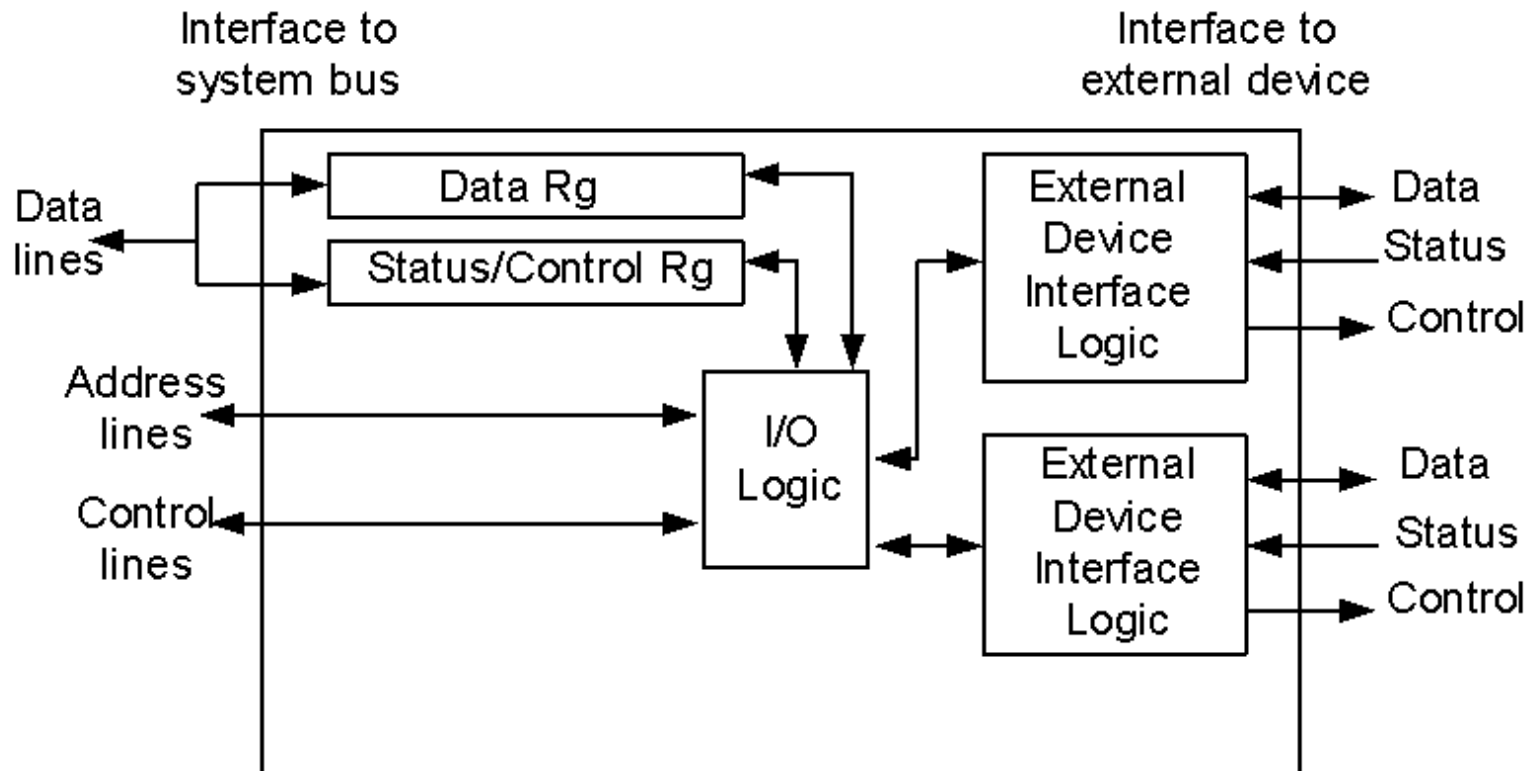 Interface to
system bus
Interface to
external device
Data
lines
Data Rg
Status/Control Rg
Address
lines
Control
lines
I/O
Logic
External
Device
Interface
Logic
Data
Status
Control
External
Device
Interface
Logic
Data
Status
Control